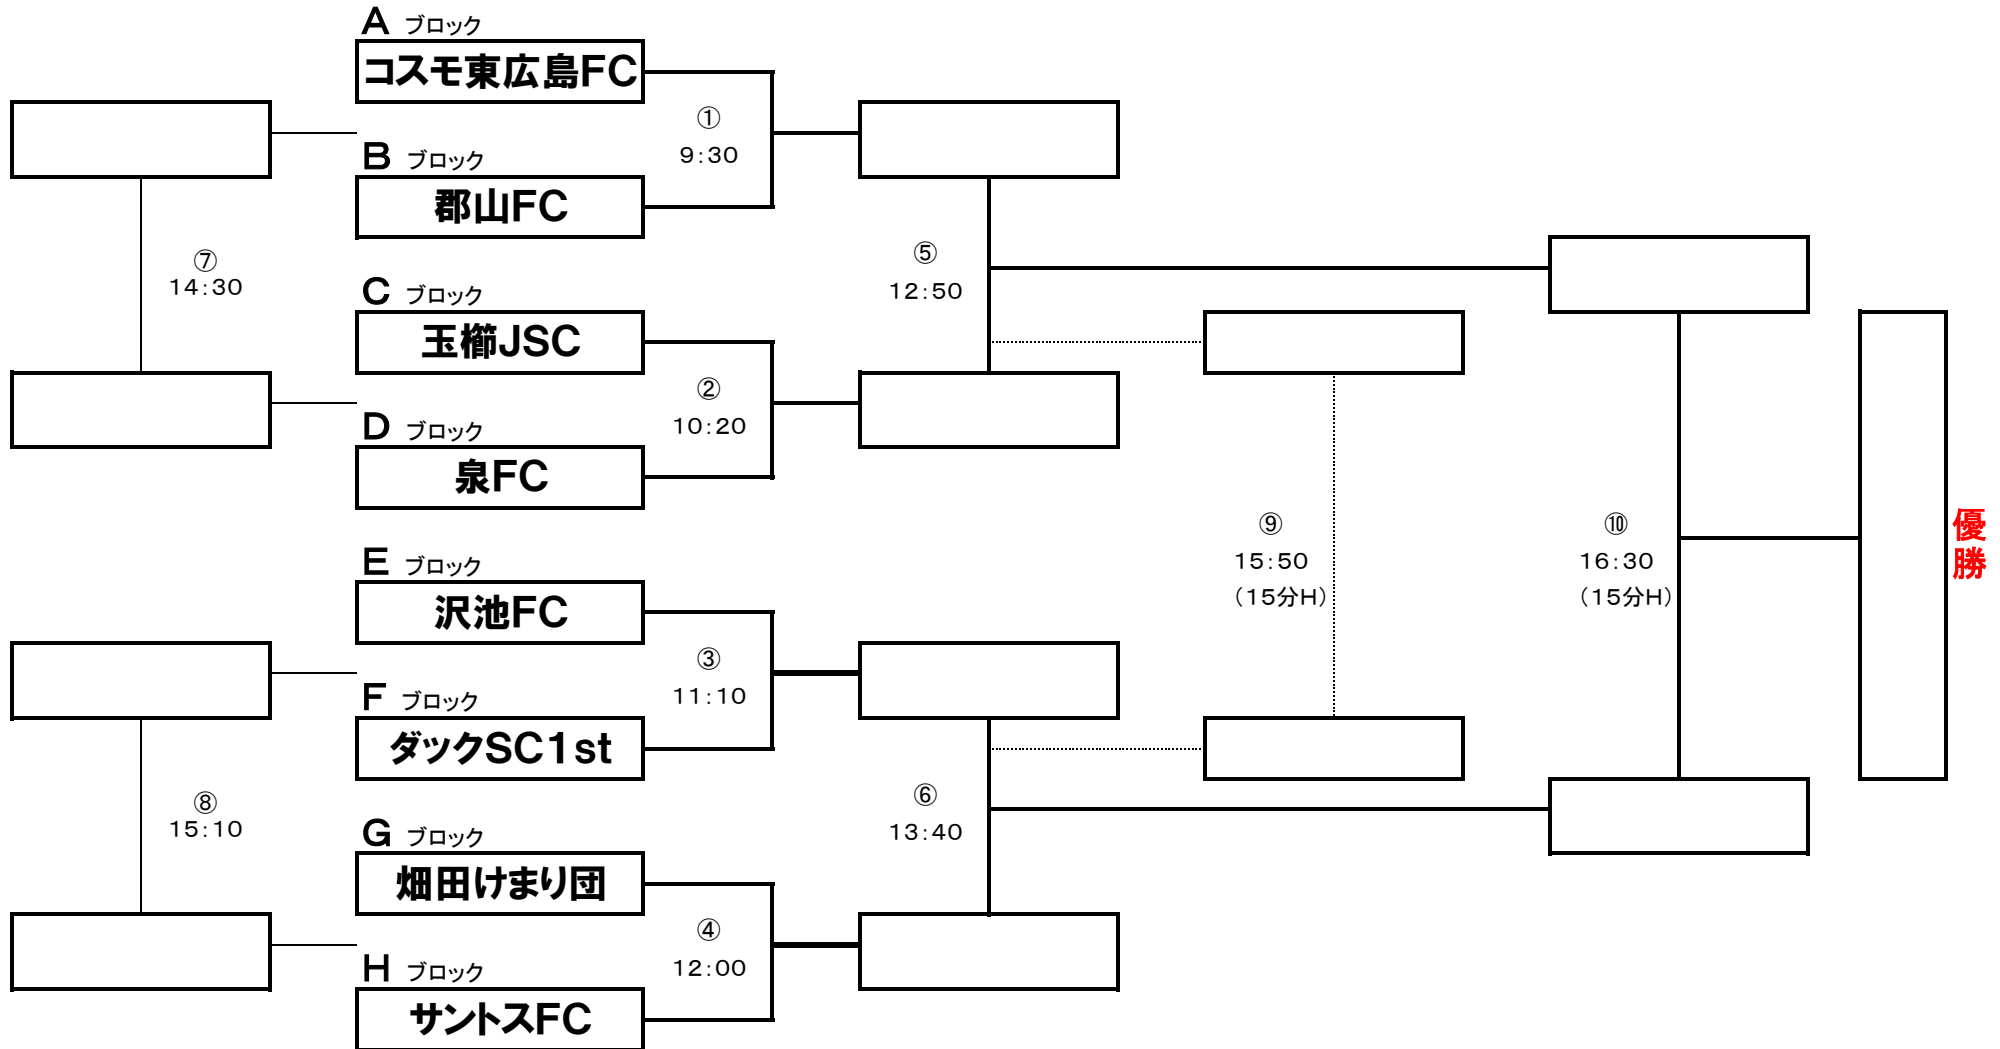 A ブロック
コスモ東広島FC
①
9:30
B ブロック
郡山FC
⑦
14:30
C ブロック
玉櫛JSC
②
10:20
D ブロック
泉FC
⑤
12:50
E ブロック
沢池FC
③
11:10
F ブロック
ダックSC1st
⑧
15:10
G ブロック
畑田けまり団
④
12:00
H ブロック
サントスFC
⑥
13:40
⑨
15:50
(15分H)
⑩
16:30
(15分H)
優勝